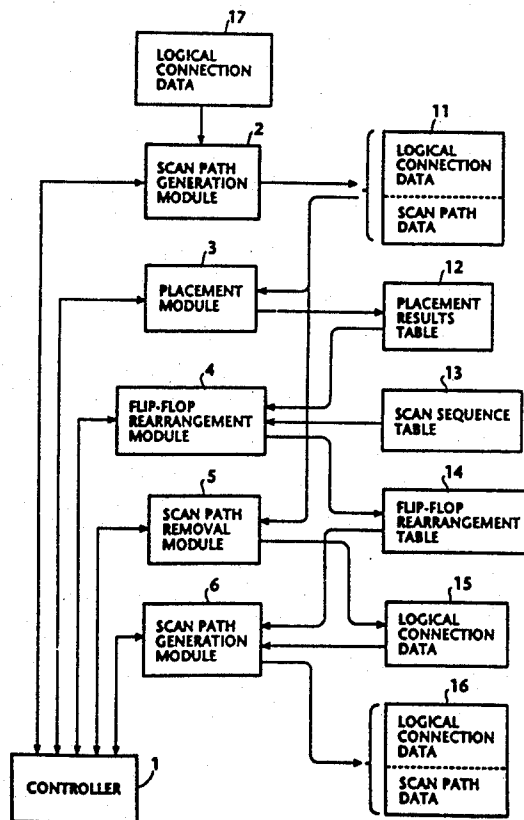 17
LOGICAL
CONNECTION
DATA
2
SCAN PATH
GENERATION
MODULE
11
LOGICAL
CONNECTION
DATA
SCAN PATH
DATA
3
PLACEMENT
MODULE
12
PLACEMENT
RESULTS
TABLE
4
FLIP-FLOP
REARRANGEMENT
MODULE
13
SCAN SEQUENCE
TABLE
5
SCAN PATH
REMOVAL
MODULE
14
FLIP-FLOP
REARRANGEMENT
TABLE
6
SCAN PATH
GENERATION
MODULE
15
LOGICAL
CONNECTION
DATA
16
LOGICAL
CONNECTION
DATA
SCAN PATH
DATA
1
CONTROLLER